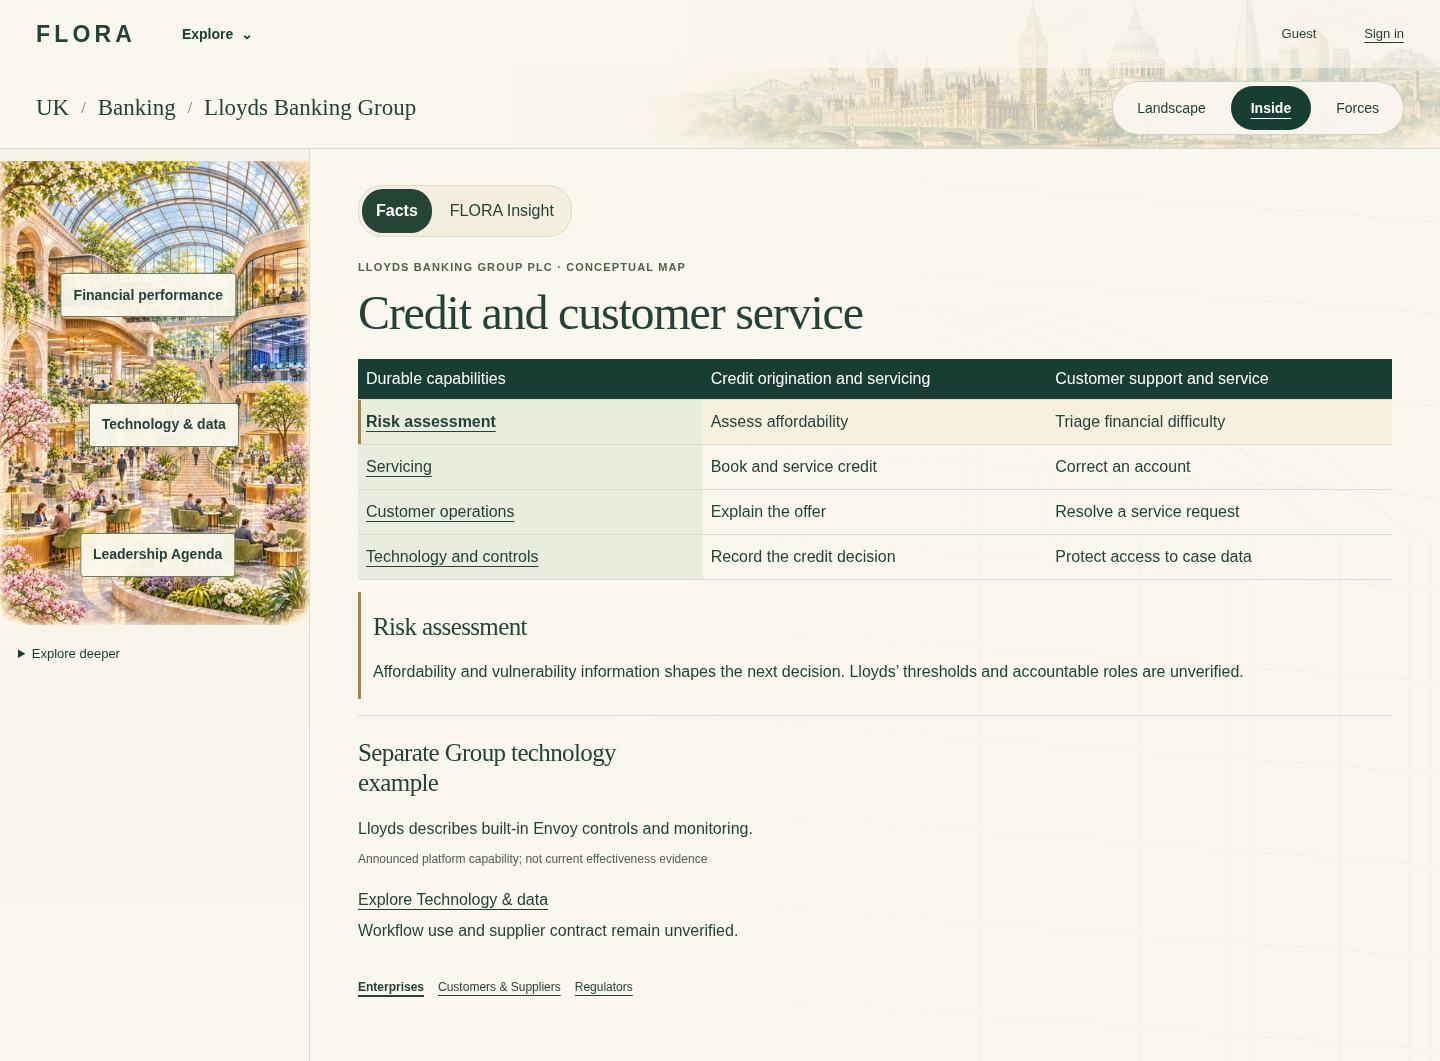 FLORA
Explore
Guest
Sign in
UK / Banking / Lloyds Banking Group
Landscape
Inside
Forces
Financial performance
Technology & data
Leadership Agenda
Explore deeper
Facts
FLORA Insight
LLOYDS BANKING GROUP PLC · CONCEPTUAL MAP
Credit and customer service
Durable capabilities Credit origination and servicing Customer support and service
Risk assessment Assess affordability Triage financial difficulty
Servicing Book and service credit Correct an account
Customer operations Explain the offer Resolve a service request
Technology and controls Record the credit decision Protect access to case data
Risk assessment
Affordability and vulnerability information shapes the next decision. Lloyds’ thresholds and accountable roles are unverified.
Separate Group technology
example
Lloyds describes built-in Envoy controls and monitoring.
Announced platform capability; not current effectiveness evidence
Explore Technology & data
Workflow use and supplier contract remain unverified.
Enterprises Customers & Suppliers Regulators